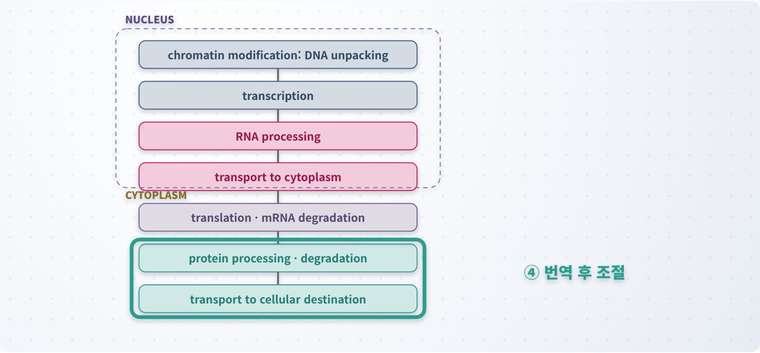 NUCLEUS
chromatin modification: DNA unpacking
transcription
RNA processing
transport to cytoplasm
CYTOPLASM
translation · mRNA degradation
protein processing · degradation
④ 번역 후 조절
transport to cellular destination